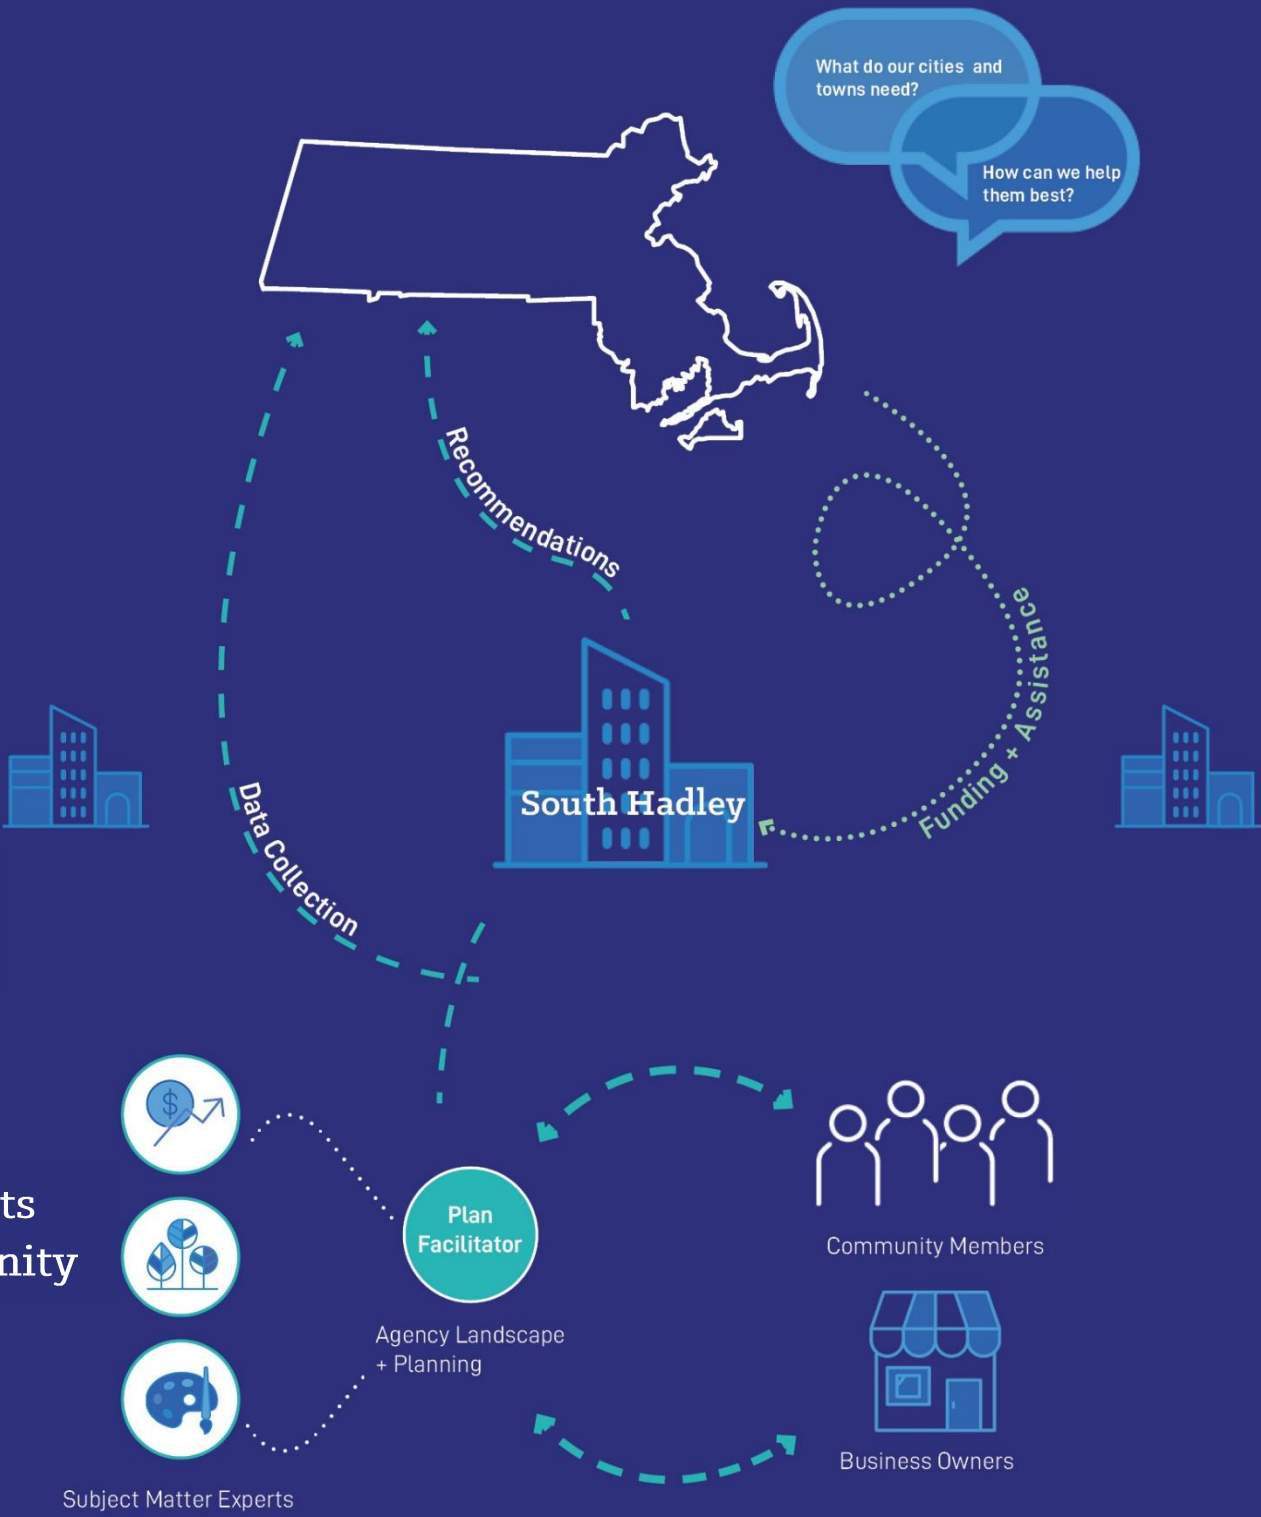 What do our cities and
towns need?
How can we help
them best?
Recommendations
Funding + Assistance
South Hadley
Data Collection
$
ts
nity
Plan
Facilitator
Community Members
Agency Landscape
+ Planning
Business Owners
Subject Matter Experts